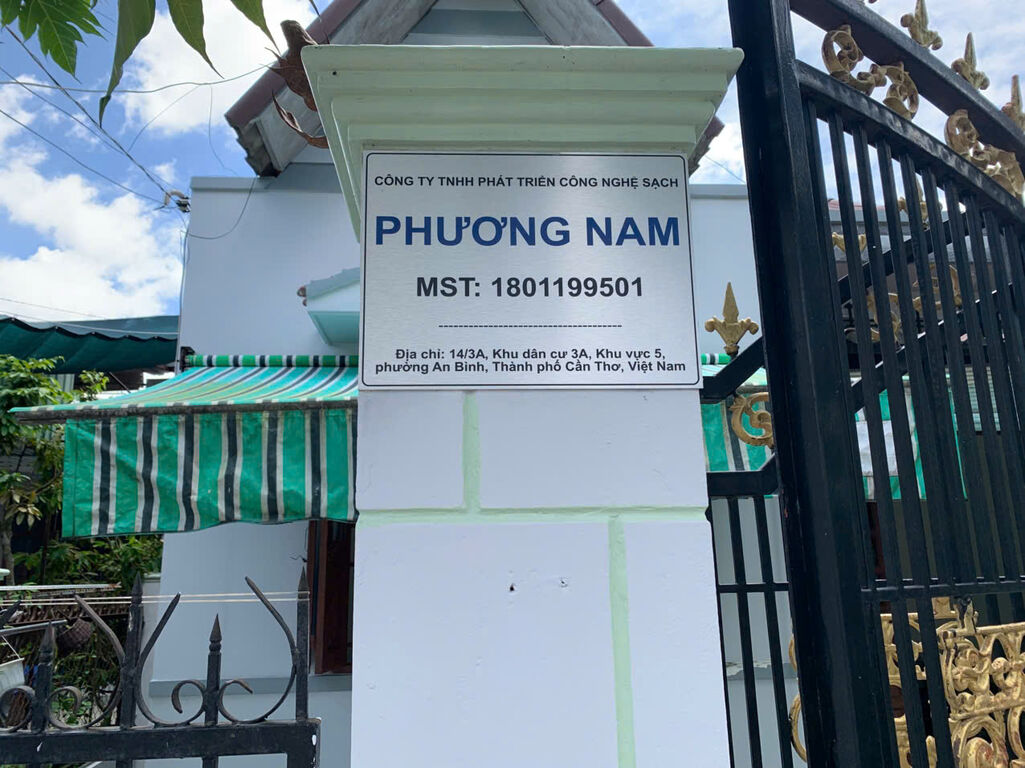 CÔNG TY TNHH PHÁT TRIỂN CÔNG NGHỆ SẠCH
PHƯƠNG NAM
MST: 1801199501
-------------------------------------
Địa chỉ: 14/3A, Khu dân cư 3A, Khu vực 5,
phường An Bình, Thành phố Cần Thơ, Việt Nam